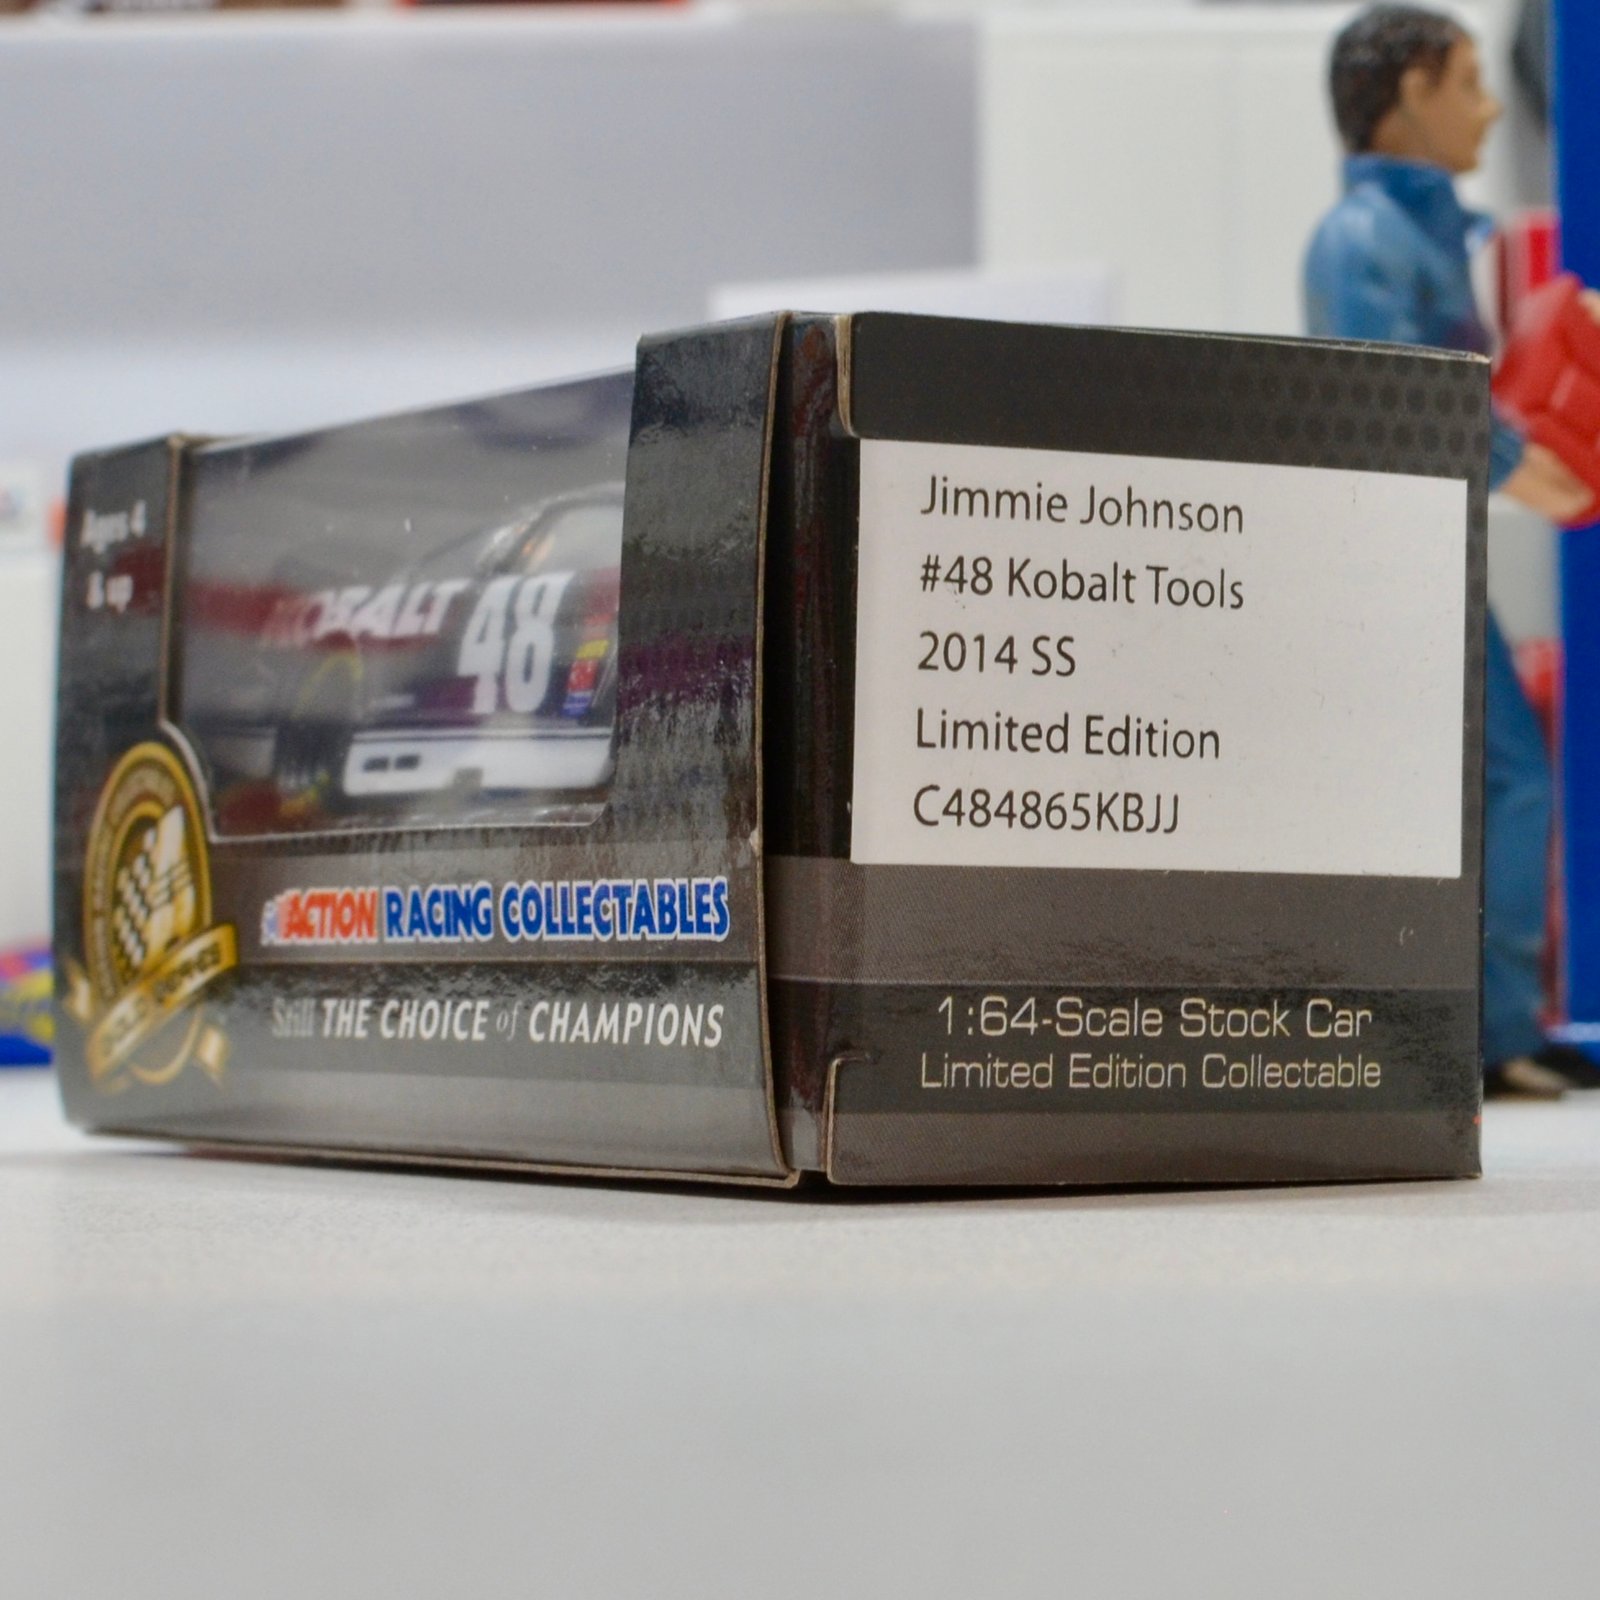 Ages 4
& up
KOBALT 48
ACTION RACING COLLECTABLES
Still THE CHOICE of CHAMPIONS
Jimmie Johnson
#48 Kobalt Tools
2014 SS
Limited Edition
C484865KBJJ
1:64-Scale Stock Car
Limited Edition Collectable